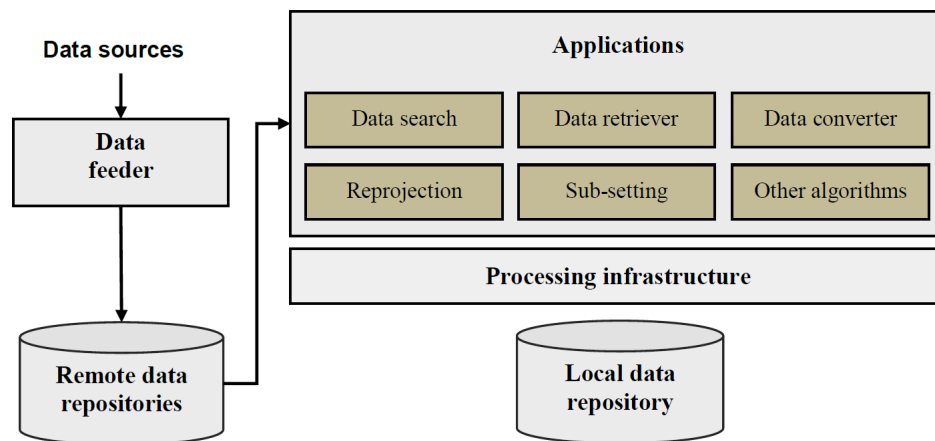 Data sources
Data
feeder
Remote data
repositories
Applications
Data search
Data retriever
Data converter
Reprojection
Sub-setting
Other algorithms
Processing infrastructure
Local data
repository